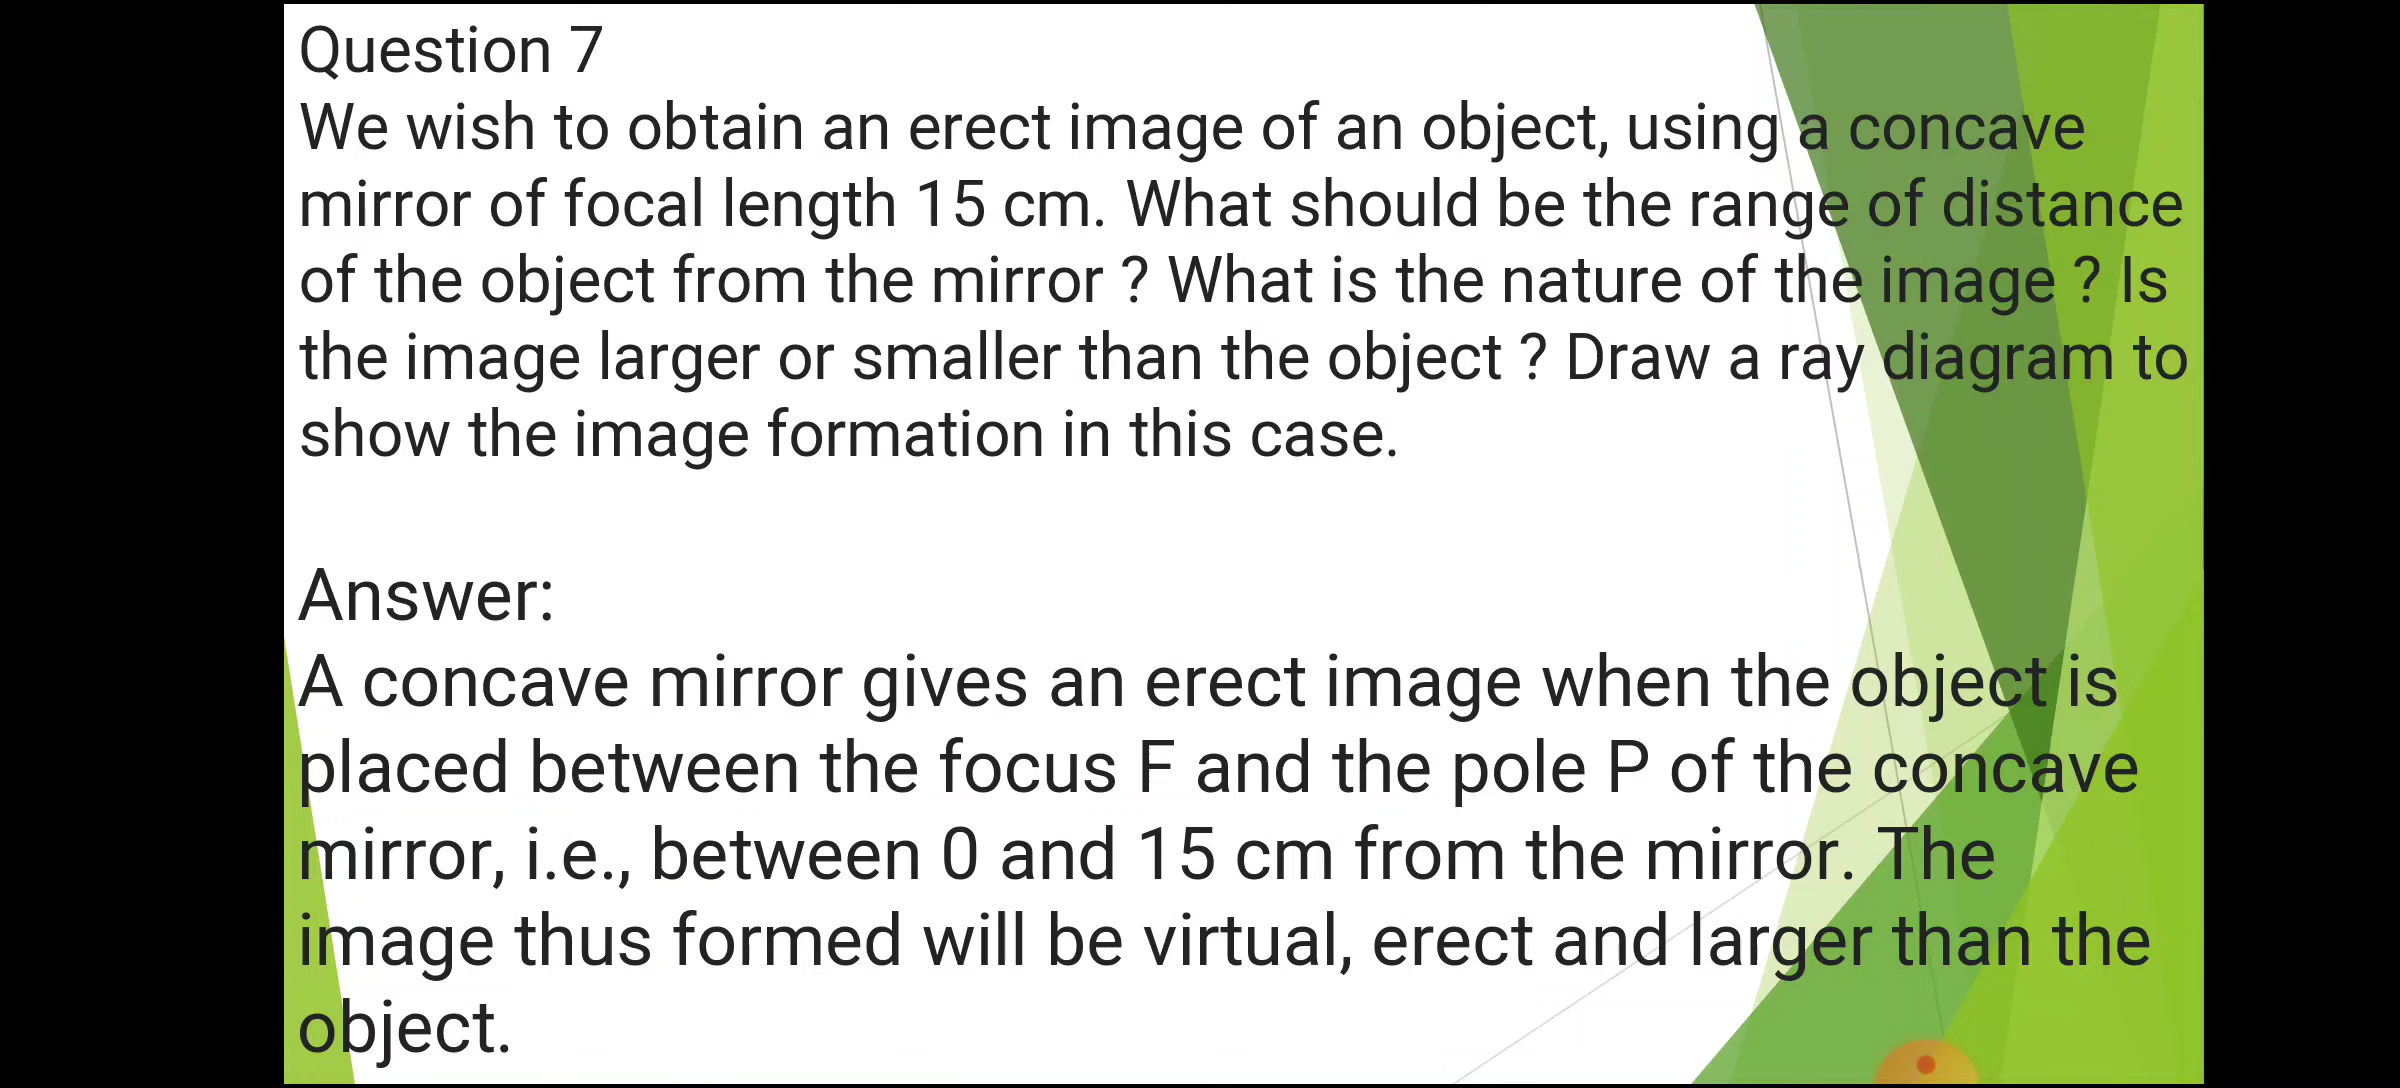 Question 7
We wish to obtain an erect image of an object, using a concave
mirror of focal length 15 cm. What should be the range of distance
of the object from the mirror ? What is the nature of the image ? Is
the image larger or smaller than the object ? Draw a ray diagram to
show the image formation in this case.
Answer:
A concave mirror gives an erect image when the object is
placed between the focus F and the pole P of the concave
mirror, i.e., between 0 and 15 cm from the mirror. The
image thus formed will be virtual, erect and larger than the
object.